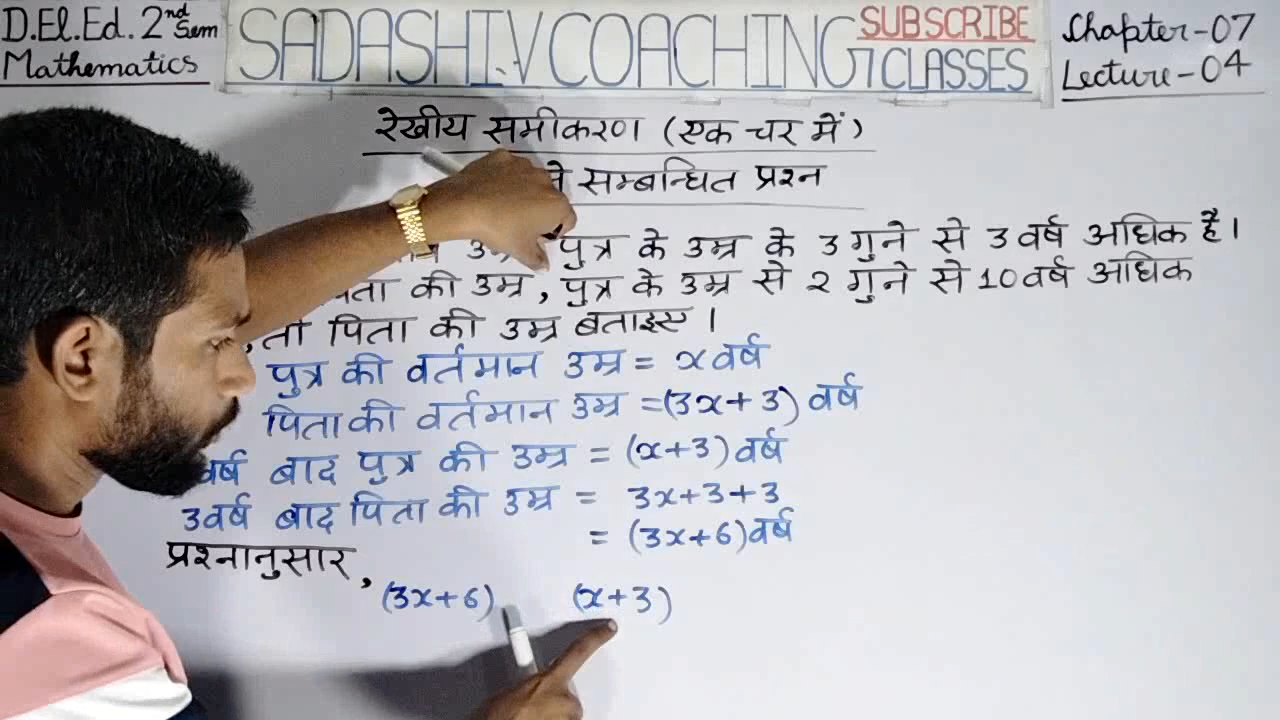 D.El.Ed. 2nd Sem
Mathematics
SADASHIV COACHING
SUBSCRIBE
CLASSES
Chapter-07
Lecture-04
रेखीय समीकरण (एक चर में)
सम्बन्धित प्रश्न
पुत्र के उम्र के 3 गुने से 3 वर्ष अधिक है।
की उम्र, पुत्र के उम्र से 2 गुने से 10 वर्ष अधिक
, तो पिता की उम्र बताइए।
पुत्र की वर्तमान उम्र = x वर्ष
पिता की वर्तमान उम्र =(3x+3) वर्ष
वर्ष बाद पुत्र की उम्र = (x+3) वर्ष
3 वर्ष बाद पिता की उम्र = 3x+3+3
= (3x+6) वर्ष
प्रश्नानुसार,
(3x+6) (x+3)